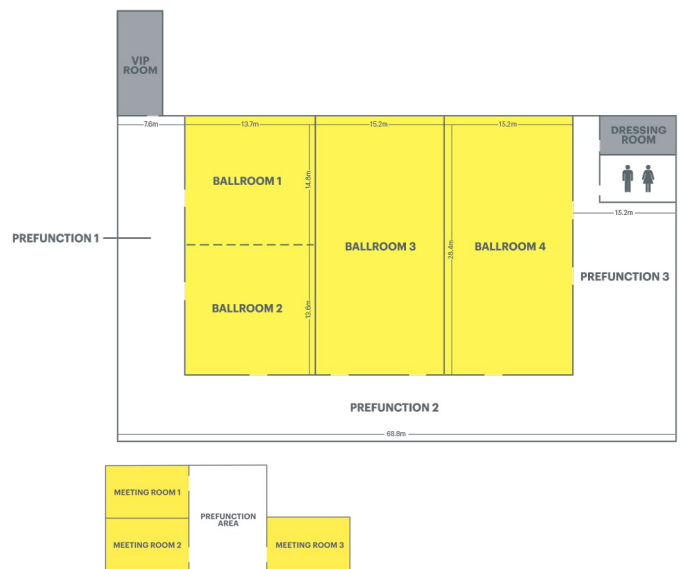 VIP
ROOM
7.6m
13.7m
15.2m
15.2m
DRESSING
ROOM
BALLROOM 1
14.6m
15.2m
PREFUNCTION 1
BALLROOM 3
28.4m
BALLROOM 4
PREFUNCTION 3
BALLROOM 2
13.6m
PREFUNCTION 2
68.8m
MEETING ROOM 1
PREFUNCTION
AREA
MEETING ROOM 2
MEETING ROOM 3